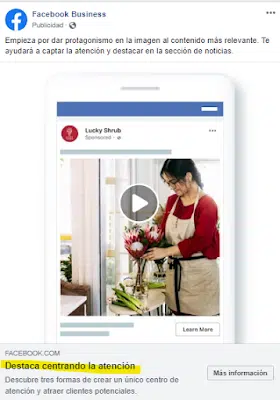 Facebook Business
Publicidad ·
Empieza por dar protagonismo en la imagen al contenido más relevante. Te
ayudará a captar la atención y destacar en la sección de noticias.
Lucky Shrub
Sponsored ·
Learn More
FACEBOOK.COM
Destaca centrando la atención
Descubre tres formas de crear un único centro de
atención y atraer clientes potenciales.
Más información